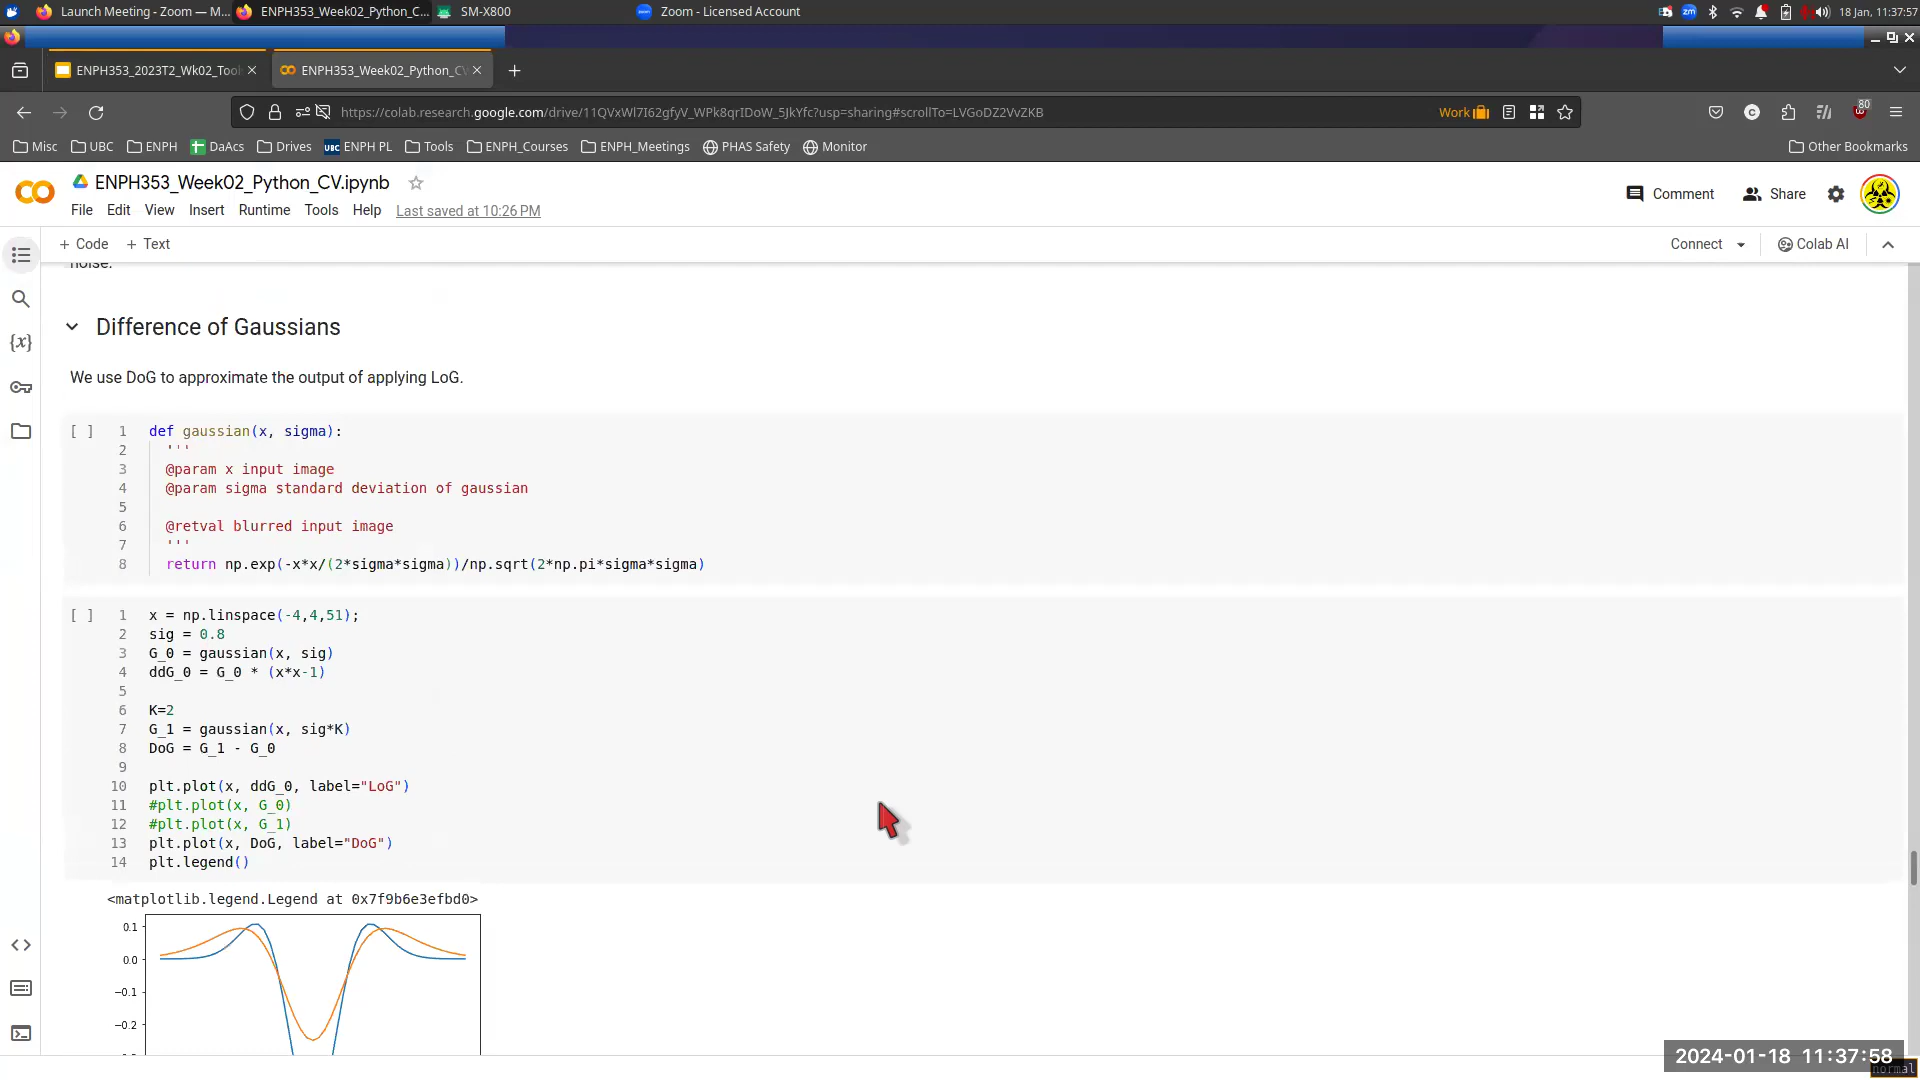 Launch Meeting - Zoom — M...
ENPH353_Week02_Python_C...
SM-X800
Zoom - Licensed Account
18 Jan, 11:37:57
ENPH353_2023T2_Wk02_Too
ENPH353_Week02_Python_C
https://colab.research.google.com/drive/11QVxWl7I62gfyV_WPk8qrIDoW_5JkYfc?usp=sharing#scrollTo=LVGoDZ2VvZKB
Work
80
Misc
UBC
ENPH
DaAcs
Drives
UBC
ENPH PL
Tools
ENPH_Courses
ENPH_Meetings
PHAS Safety
Monitor
Other Bookmarks
ENPH353_Week02_Python_CV.ipynb
Comment
Share
File Edit View Insert Runtime Tools Help Last saved at 10:26 PM
+ Code + Text
Connect
Colab AI
noise.
Difference of Gaussians
We use DoG to approximate the output of applying LoG.
[ ]
1 def gaussian(x, sigma):
2 '''
3 @param x input image
4 @param sigma standard deviation of gaussian
5
6 @retval blurred input image
7 '''
8 return np.exp(-x*x/(2*sigma*sigma))/np.sqrt(2*np.pi*sigma*sigma)
[ ]
1 x = np.linspace(-4,4,51);
2 sig = 0.8
3 G_0 = gaussian(x, sig)
4 ddG_0 = G_0 * (x*x-1)
5
6 K=2
7 G_1 = gaussian(x, sig*K)
8 DoG = G_1 - G_0
9
10 plt.plot(x, ddG_0, label="LoG")
11 #plt.plot(x, G_0)
12 #plt.plot(x, G_1)
13 plt.plot(x, DoG, label="DoG")
14 plt.legend()
<matplotlib.legend.Legend at 0x7f9b6e3efbd0>
0.1
0.0
−0.1
−0.2
2024-01-18 11:37:58
normal